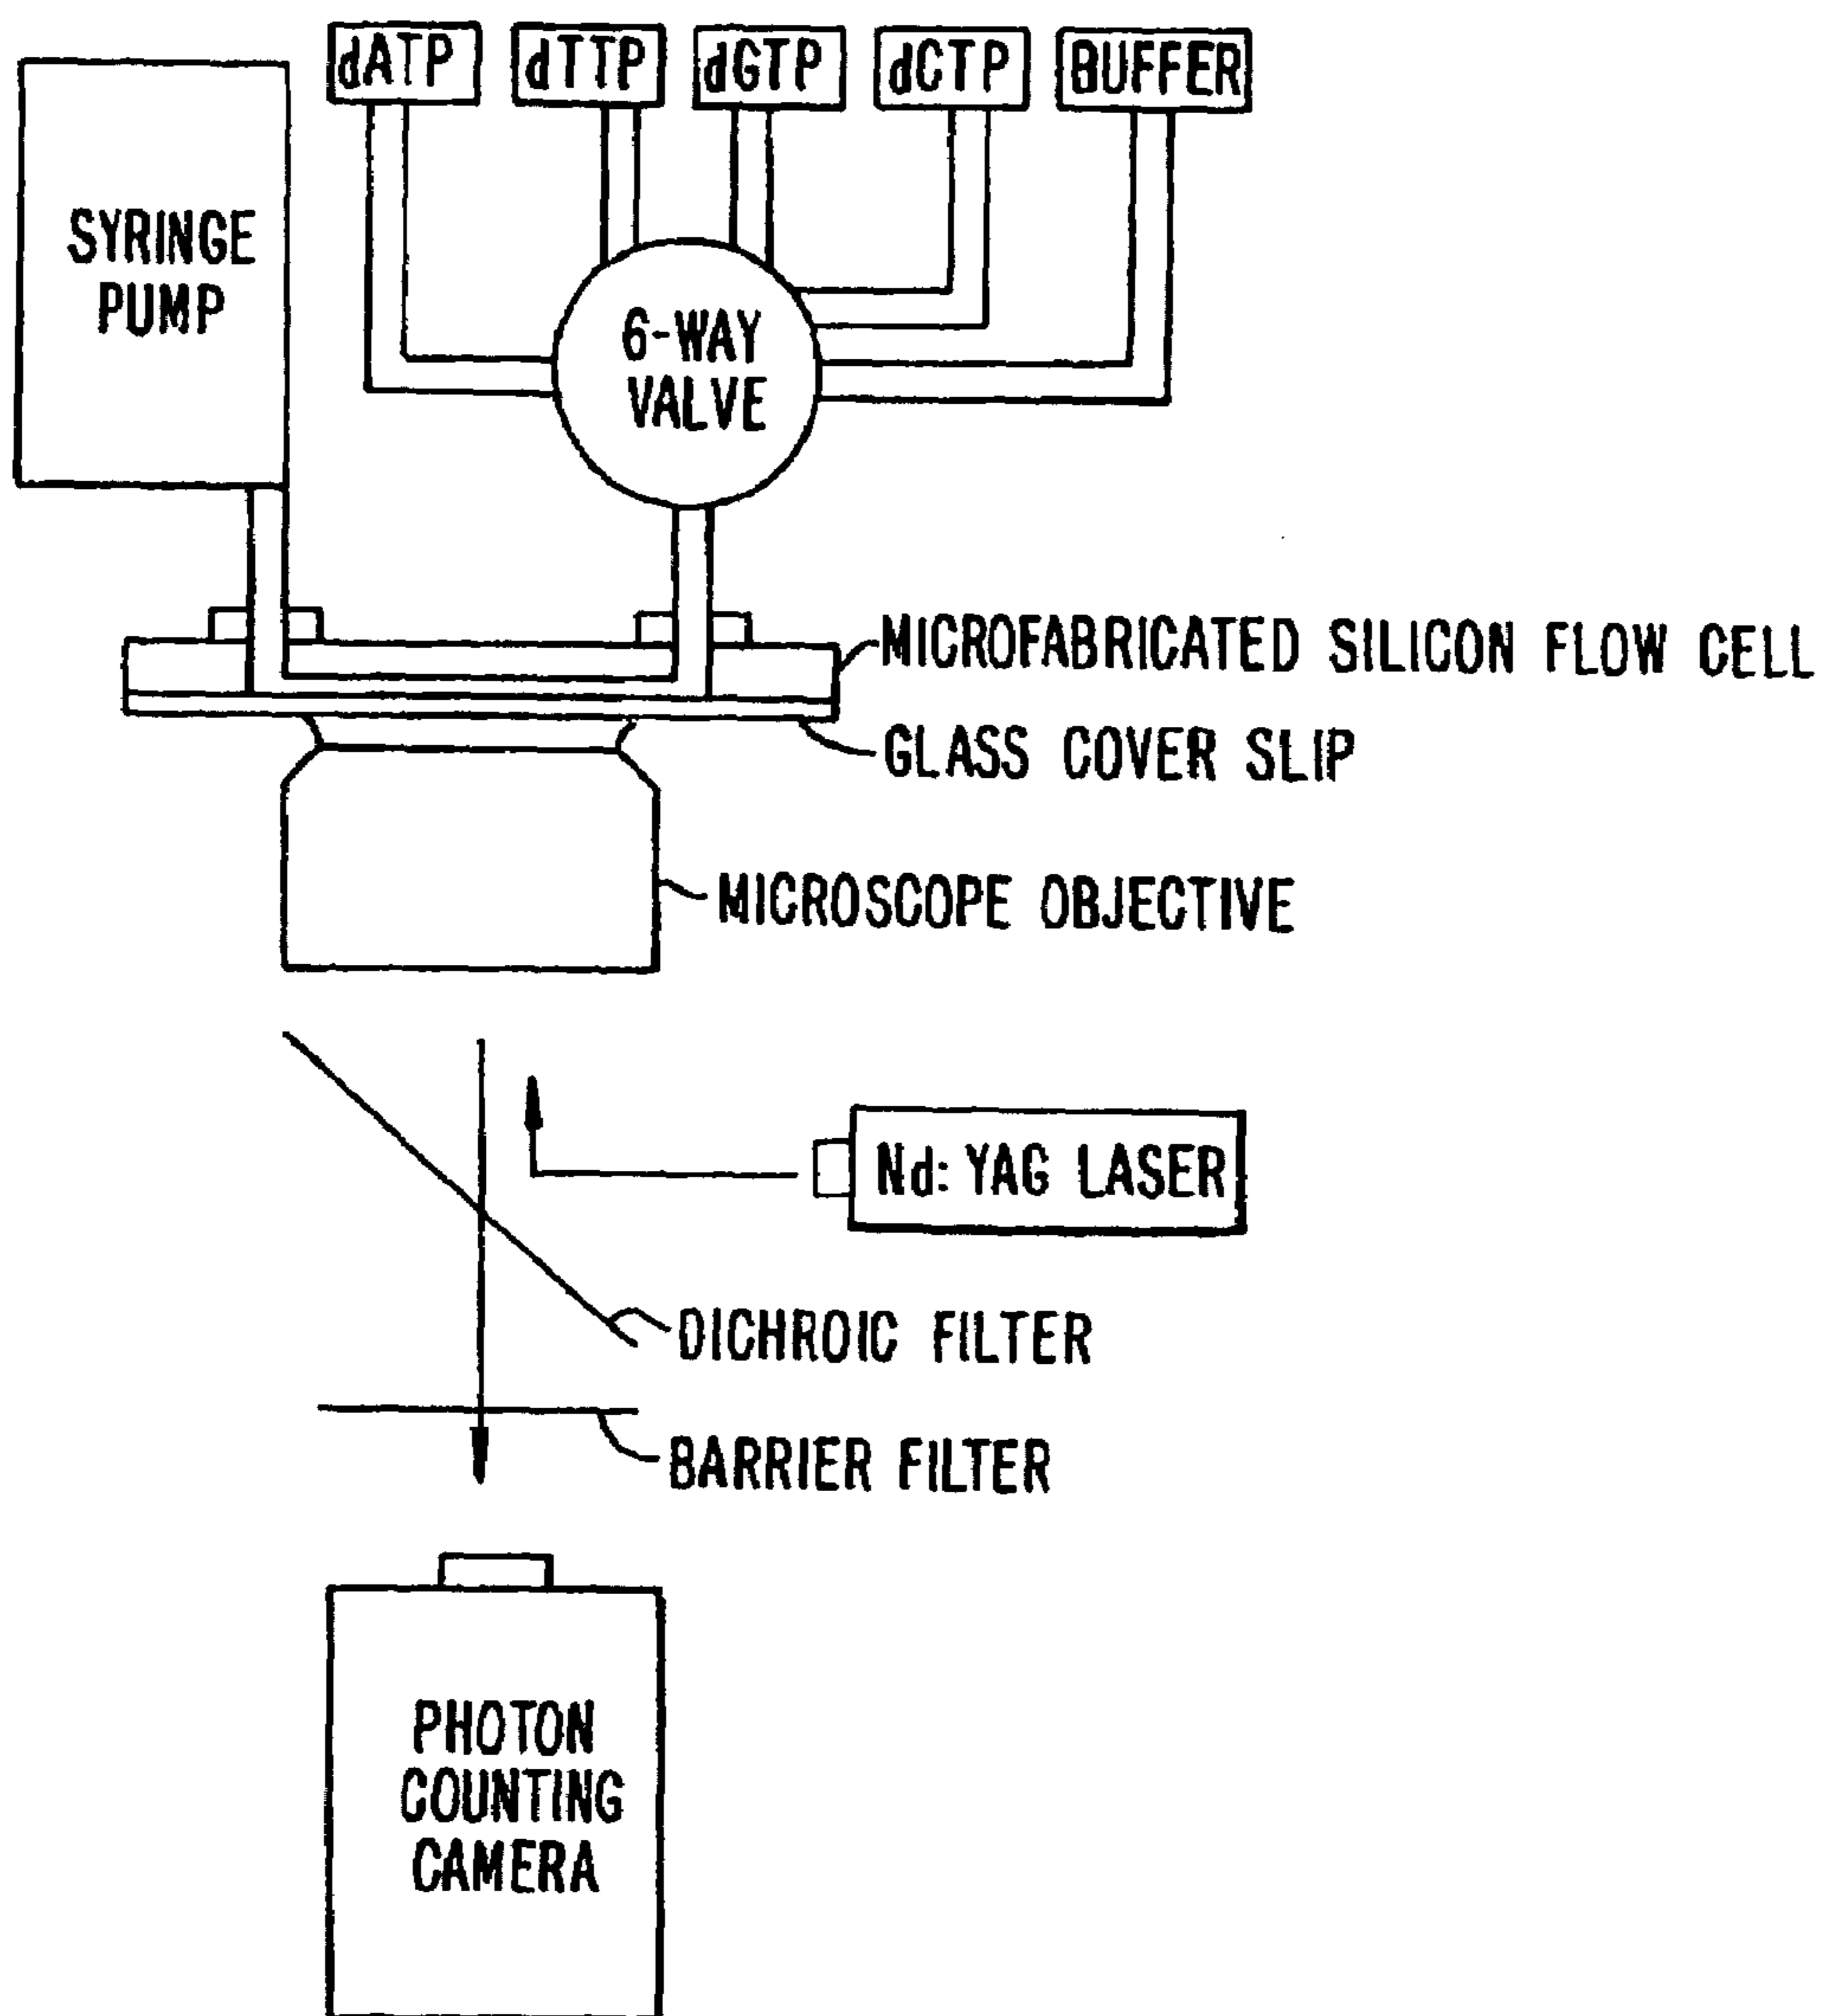 dATP
dTTP
dGTP
dCTP
BUFFER
SYRINGE
PUMP
6-WAY
VALVE
MICROFABRICATED SILICON FLOW CELL
GLASS COVER SLIP
MICROSCOPE OBJECTIVE
Nd: YAG LASER
DICHROIC FILTER
BARRIER FILTER
PHOTON
COUNTING
CAMERA